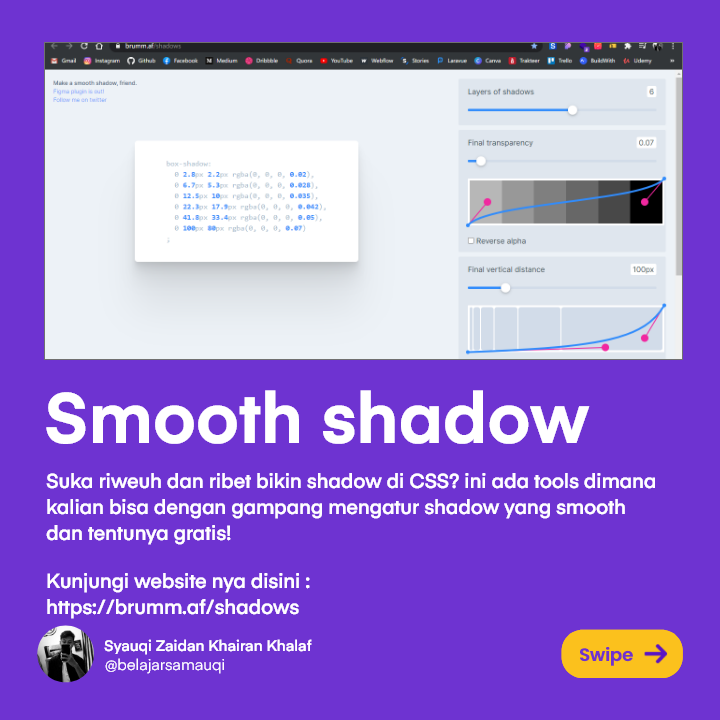 brumm.af/shadows
Gmail Instagram Github Facebook Medium Dribbble Quora YouTube Webflow Stories Larasue Canva Trakteer Trello BuildWith Udemy »
Make a smooth shadow, friend.
Figma plugin is out!
Follow me on twitter
box-shadow:
0 2.8px 2.2px rgba(0, 0, 0, 0.02),
0 6.7px 5.3px rgba(0, 0, 0, 0.028),
0 12.5px 10px rgba(0, 0, 0, 0.035),
0 22.3px 17.9px rgba(0, 0, 0, 0.042),
0 41.8px 33.4px rgba(0, 0, 0, 0.05),
0 100px 80px rgba(0, 0, 0, 0.07)
;
Layers of shadows 6
Final transparency 0.07
Reverse alpha
Final vertical distance 100px
Smooth shadow
Suka riweuh dan ribet bikin shadow di CSS? ini ada tools dimana
kalian bisa dengan gampang mengatur shadow yang smooth
dan tentunya gratis!
Kunjungi website nya disini :
https://brumm.af/shadows
Syauqi Zaidan Khairan Khalaf
@belajarsamauqi
Swipe →